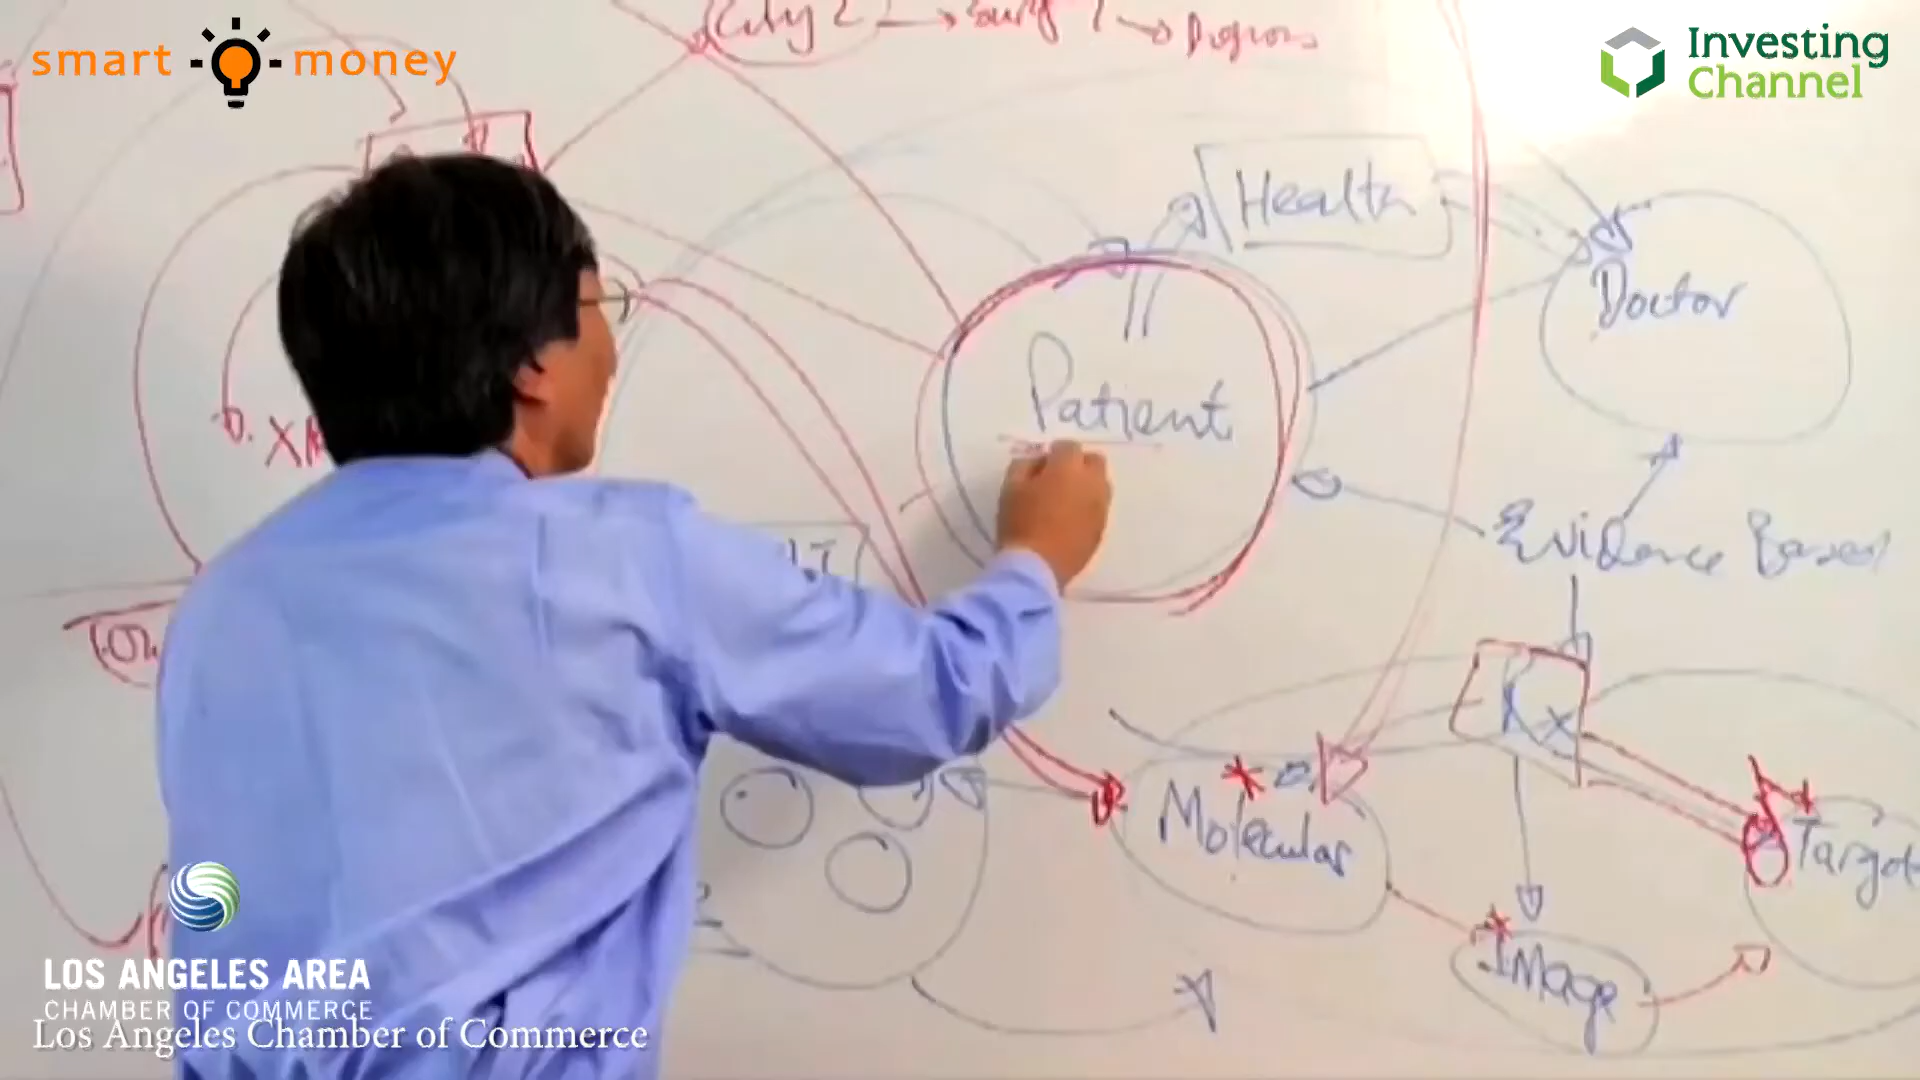 smart money
Investing
Channel
Health
Doctor
Patient
Evidence Based
Rx
Molecular
Target
Image
LOS ANGELES AREA
CHAMBER OF COMMERCE
Los Angeles Chamber of Commerce